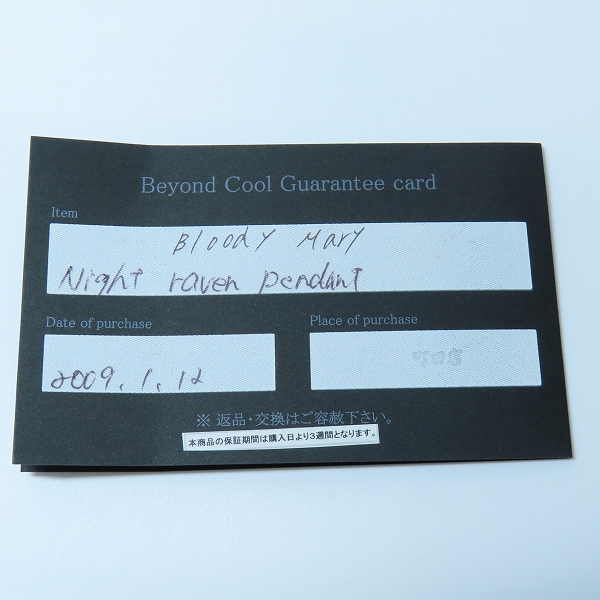 Beyond Cool Guarantee card
Item
Bloody Mary
Night raven pendant
Date of purchase
Place of purchase
2009.1.12
町田店
※ 返品・交換はご容赦下さい。
本商品の保証期間は購入日より3週間となります。